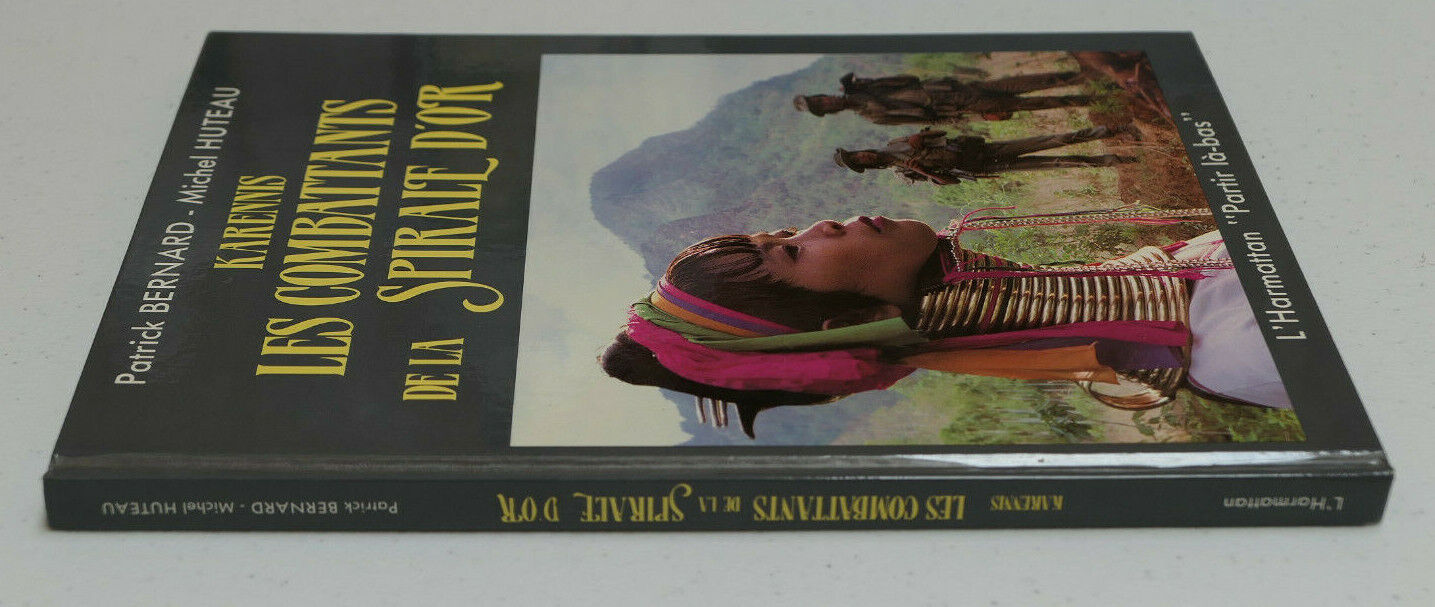 Patrick BERNARD - Michel HUTEAU
KARENNIS
LES COMBATTANTS
DE LA SPIRALE D'OR
L'Harmattan "Partir là-bas"
Patrick BERNARD - Michel HUTEAU
KARENNIS LES COMBATTANTS DE LA SPIRALE D'OR
L'Harmattan